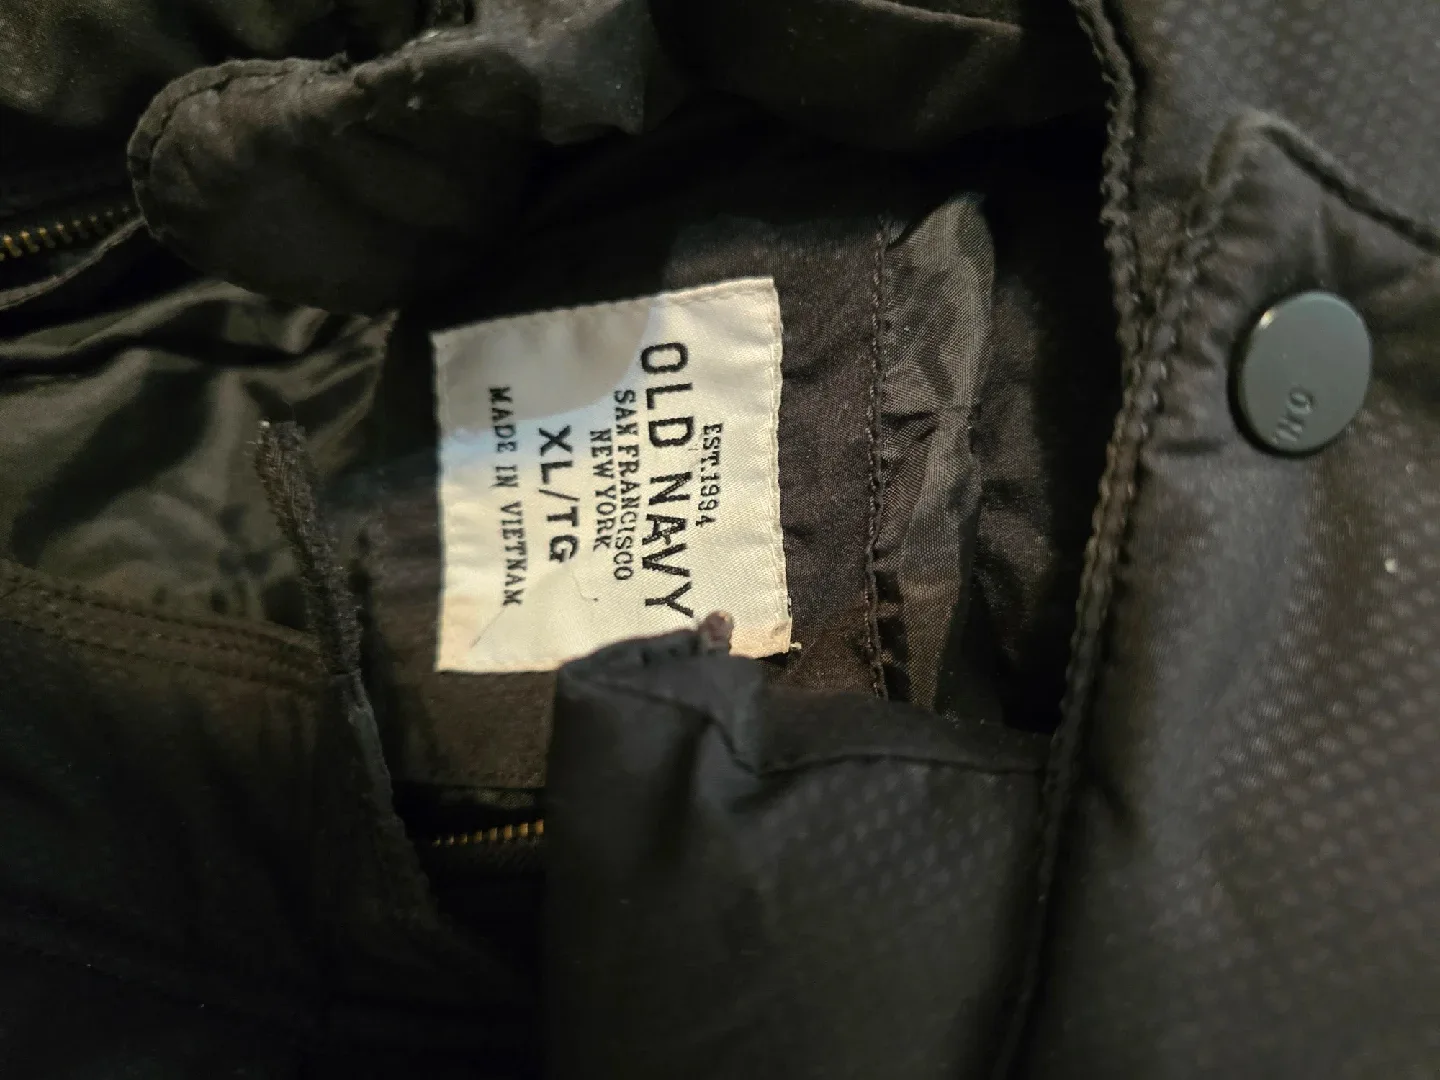 EST. 1994
OLD NAVY
SAN FRANCISCO
NEW YORK
XL/TG
MADE IN VIETNAM